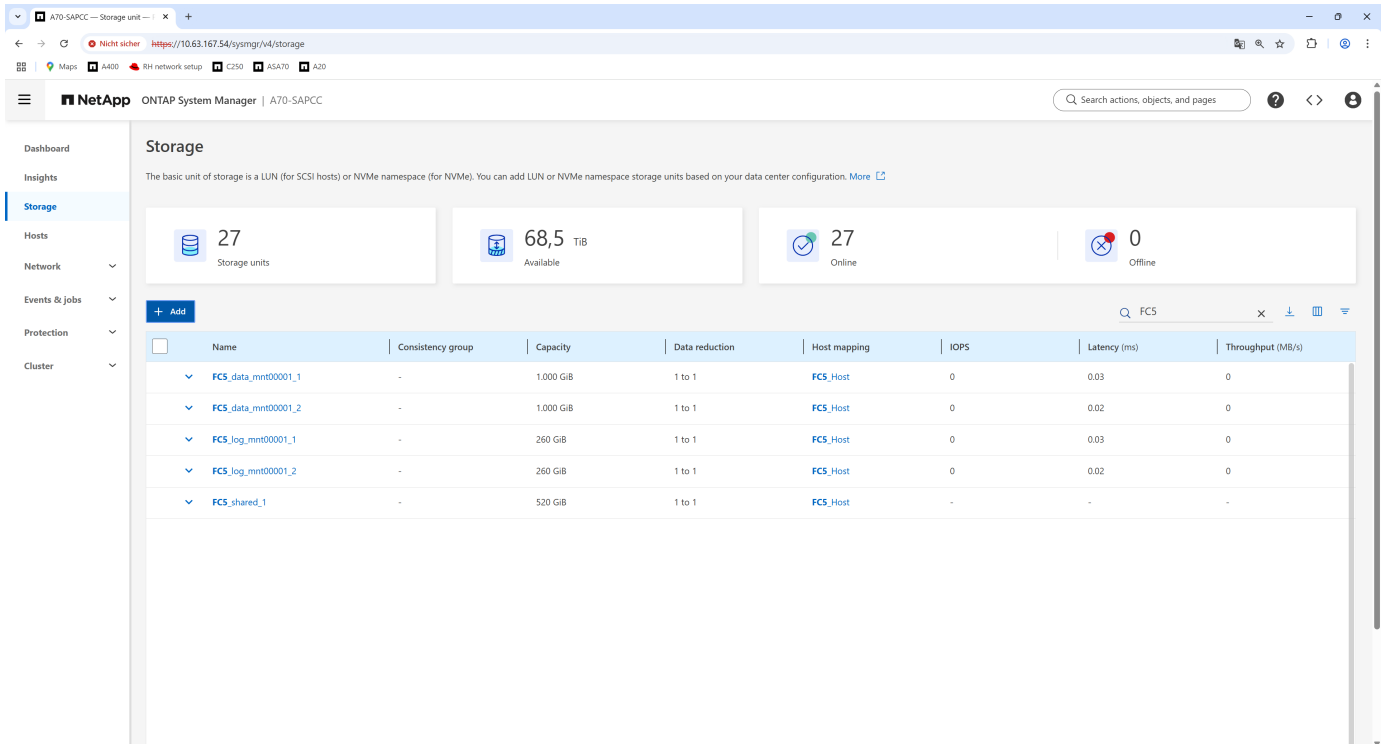 A70-SAPCC — Storage unit —
Nicht sicher https://10.63.167.54/sysmgr/v4/storage
Maps A400 RH network setup C250 ASA70 A20
NetApp ONTAP System Manager | A70-SAPCC Search actions, objects, and pages
Dashboard
Insights
Storage
Hosts
Network
Events & jobs
Protection
Cluster
Storage
The basic unit of storage is a LUN (for SCSI hosts) or NVMe namespace (for NVMe). You can add LUN or NVMe namespace storage units based on your data center configuration. More
27
Storage units
68,5 TiB
Available
27
Online
0
Offline
+ Add FC5
Name Consistency group Capacity Data reduction Host mapping IOPS Latency (ms) Throughput (MB/s)
FC5_data_mnt00001_1 - 1.000 GiB 1 to 1 FC5_Host 0 0.03 0
FC5_data_mnt00001_2 - 1.000 GiB 1 to 1 FC5_Host 0 0.02 0
FC5_log_mnt00001_1 - 260 GiB 1 to 1 FC5_Host 0 0.03 0
FC5_log_mnt00001_2 - 260 GiB 1 to 1 FC5_Host 0 0.02 0
FC5_shared_1 - 520 GiB 1 to 1 FC5_Host - - -